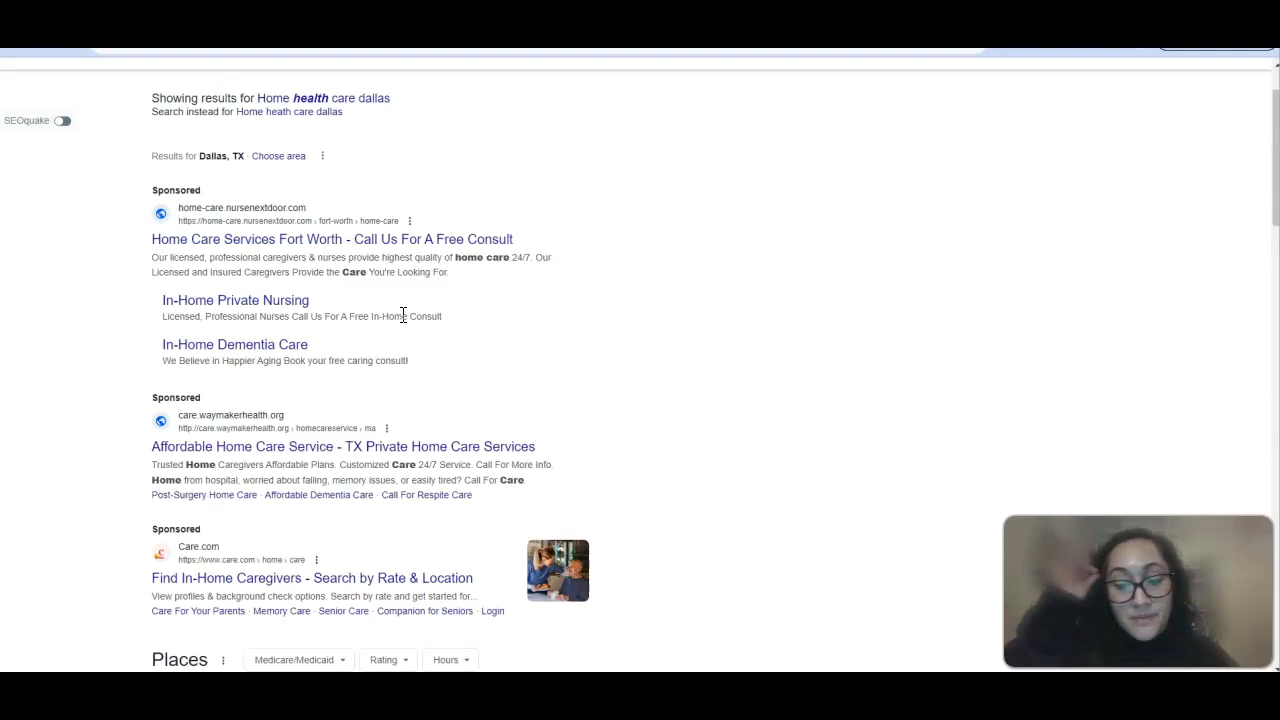 Showing results for Home health care dallas
Search instead for Home heath care dallas
SEOquake
Results for Dallas, TX · Choose area
Sponsored
home-care.nursenextdoor.com
https://home-care.nursenextdoor.com › fort-worth › home-care
Home Care Services Fort Worth - Call Us For A Free Consult
Our licensed, professional caregivers & nurses provide highest quality of home care 24/7. Our
Licensed and Insured Caregivers Provide the Care You're Looking For.
In-Home Private Nursing
Licensed, Professional Nurses Call Us For A Free In-Home Consult
In-Home Dementia Care
We Believe in Happier Aging Book your free caring consult!
Sponsored
care.waymakerhealth.org
http://care.waymakerhealth.org › homecareservice › ma
Affordable Home Care Service - TX Private Home Care Services
Trusted Home Caregivers Affordable Plans. Customized Care 24/7 Service. Call For More Info.
Home from hospital, worried about falling, memory issues, or easily tired? Call For Care.
Post-Surgery Home Care · Affordable Dementia Care · Call For Respite Care
Sponsored
Care.com
https://www.care.com › home › care
Find In-Home Caregivers - Search by Rate & Location
View profiles & background check options. Search by rate and get started for...
Care For Your Parents · Memory Care · Senior Care · Companion for Seniors · Login
Places
Medicare/Medicaid
Rating
Hours